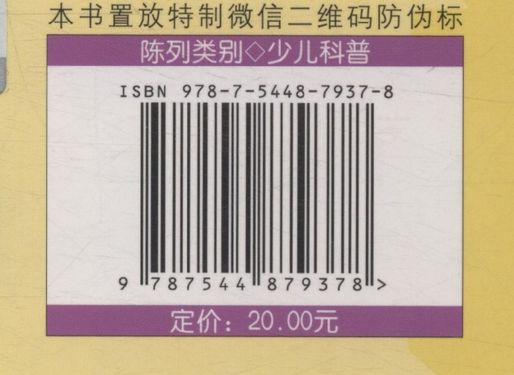 本书置放特制微信二维码防伪标
陈列类别◇少儿科普
ISBN 978-7-5448-7937-8
9 787544 879378 >
定价：20.00元